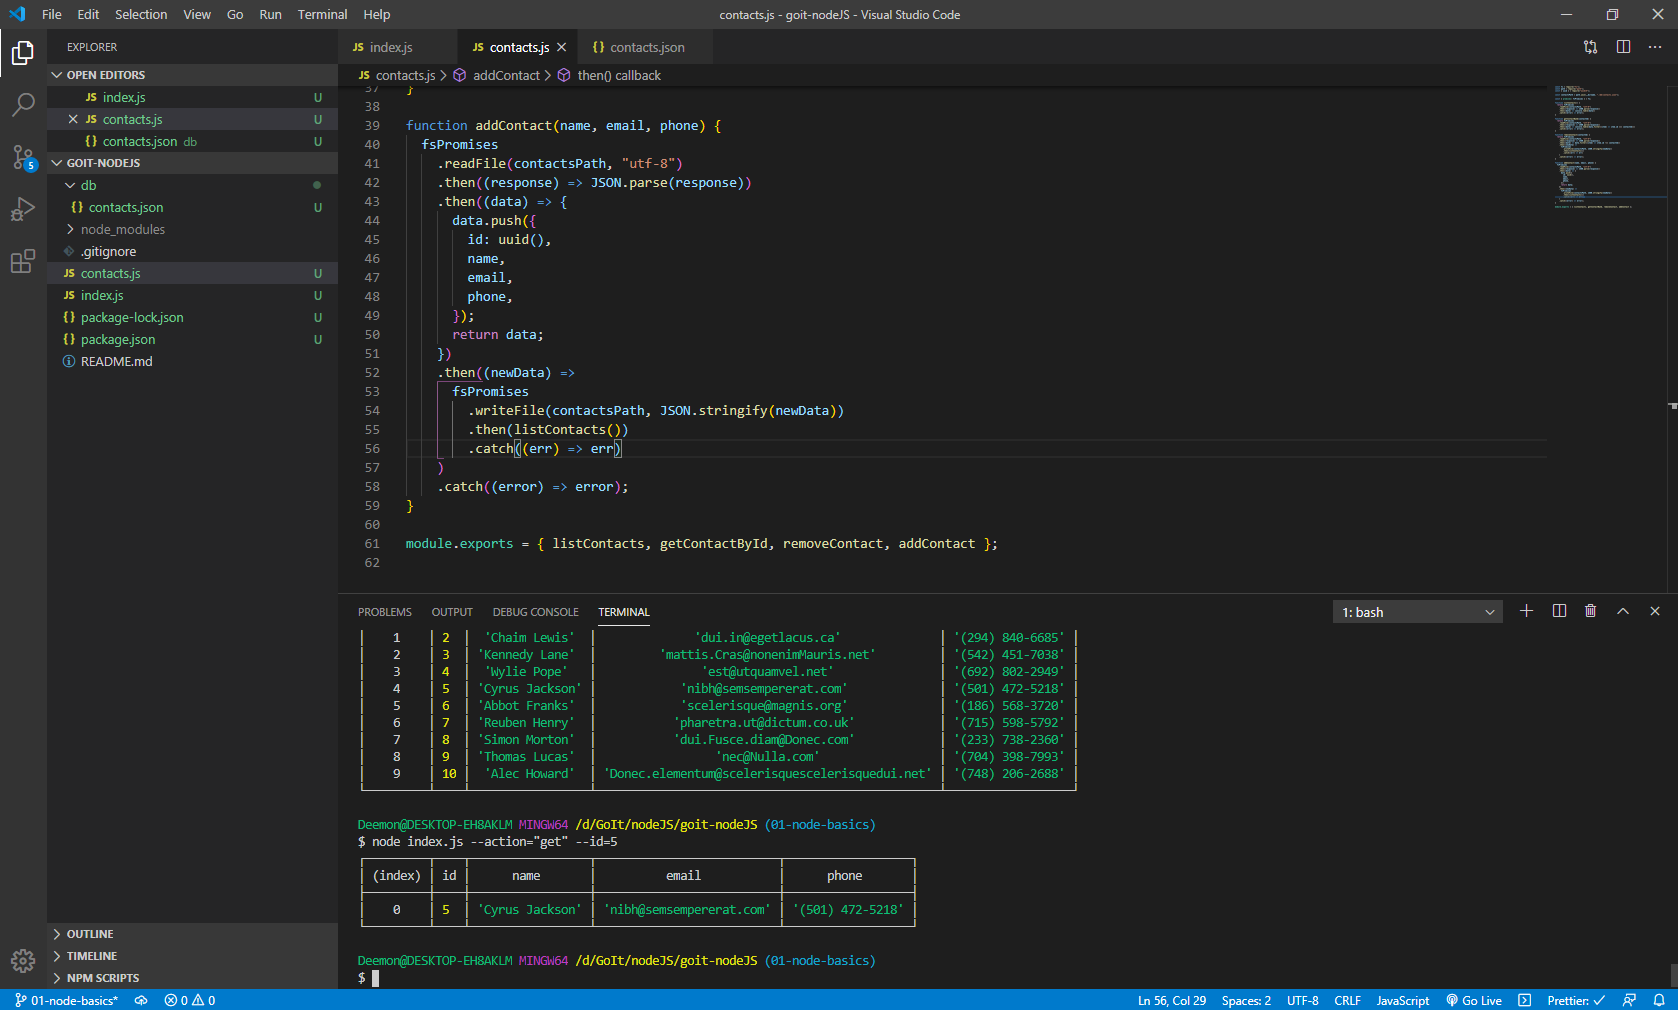 File Edit Selection View Go Run Terminal Help
contacts.js - goit-nodeJS - Visual Studio Code
EXPLORER
OPEN EDITORS
JS index.js U
JS contacts.js U
{} contacts.json db U
GOIT-NODEJS
db
{} contacts.json U
node_modules
.gitignore
JS contacts.js U
JS index.js U
{} package-lock.json U
{} package.json U
README.md
OUTLINE
TIMELINE
NPM SCRIPTS
5
JS index.js JS contacts.js {} contacts.json
JS contacts.js > addContact > then() callback
37 }
38
39 function addContact(name, email, phone) {
40 fsPromises
41 .readFile(contactsPath, "utf-8")
42 .then((response) => JSON.parse(response))
43 .then((data) => {
44 data.push({
45 id: uuid(),
46 name,
47 email,
48 phone,
49 });
50 return data;
51 })
52 .then((newData) =>
53 fsPromises
54 .writeFile(contactsPath, JSON.stringify(newData))
55 .then(listContacts())
56 .catch((err) => err)
57 )
58 .catch((error) => error);
59 }
60
61 module.exports = { listContacts, getContactById, removeContact, addContact };
62
PROBLEMS OUTPUT DEBUG CONSOLE TERMINAL 1: bash
1 2 'Chaim Lewis' 'dui.in@egetlacus.ca' '(294) 840-6685'
2 3 'Kennedy Lane' 'mattis.Cras@nonenimMauris.net' '(542) 451-7038'
3 4 'Wylie Pope' 'est@utquamvel.net' '(692) 802-2949'
4 5 'Cyrus Jackson' 'nibh@semsempererat.com' '(501) 472-5218'
5 6 'Abbot Franks' 'scelerisque@magnis.org' '(186) 568-3720'
6 7 'Reuben Henry' 'pharetra.ut@dictum.co.uk' '(715) 598-5792'
7 8 'Simon Morton' 'dui.Fusce.diam@Donec.com' '(233) 738-2360'
8 9 'Thomas Lucas' 'nec@Nulla.com' '(704) 398-7993'
9 10 'Alec Howard' 'Donec.elementum@scelerisquescelerisquedui.net' '(748) 206-2688'
Deemon@DESKTOP-EH8AKLM MINGW64 /d/GoIt/nodeJS/goit-nodeJS (01-node-basics)
$ node index.js --action="get" --id=5
(index) id name email phone
0 5 'Cyrus Jackson' 'nibh@semsempererat.com' '(501) 472-5218'
Deemon@DESKTOP-EH8AKLM MINGW64 /d/GoIt/nodeJS/goit-nodeJS (01-node-basics)
$
01-node-basics* 0 0 Ln 56, Col 29 Spaces: 2 UTF-8 CRLF JavaScript Go Live Prettier: ✓